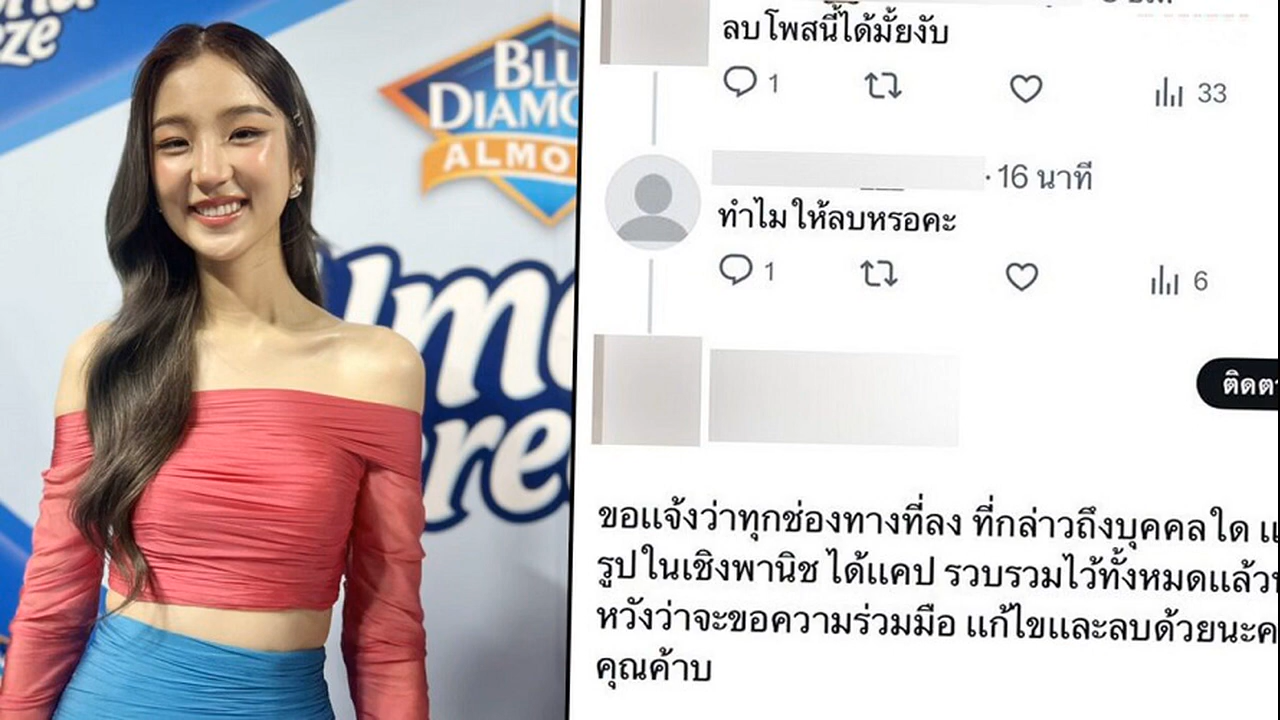 BLU
DIAMO
ALMO
ลบโพสนี้ได้มั้ยงับ
1
33
· 16 นาที
ทำไมให้ลบหรอคะ
1
6
ติดตา
ขอแจ้งว่าทุกช่องทางที่ลง ที่กล่าวถึงบุคคลใด แ
รูปในเชิงพานิช ได้แคป รวบรวมไว้ทั้งหมดแล้ว
หวังว่าจะขอความร่วมมือ แก้ไขและลบด้วยนะค
คุณค้าบ